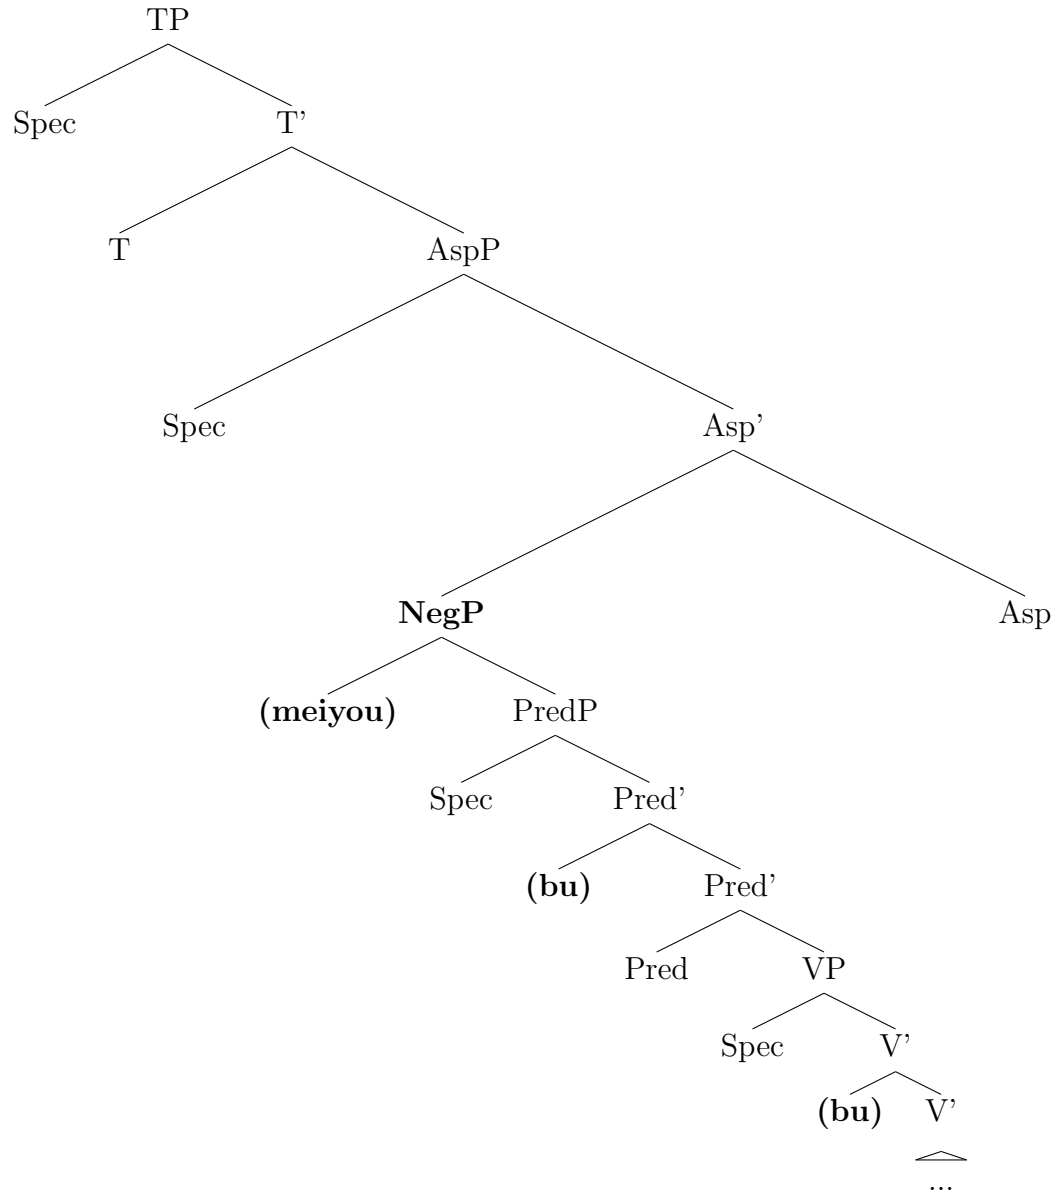 TP
Spec T'
T AspP
Spec Asp'
NegP Asp
(meiyou) PredP
Spec Pred'
(bu) Pred'
Pred VP
Spec V'
(bu) V'
...